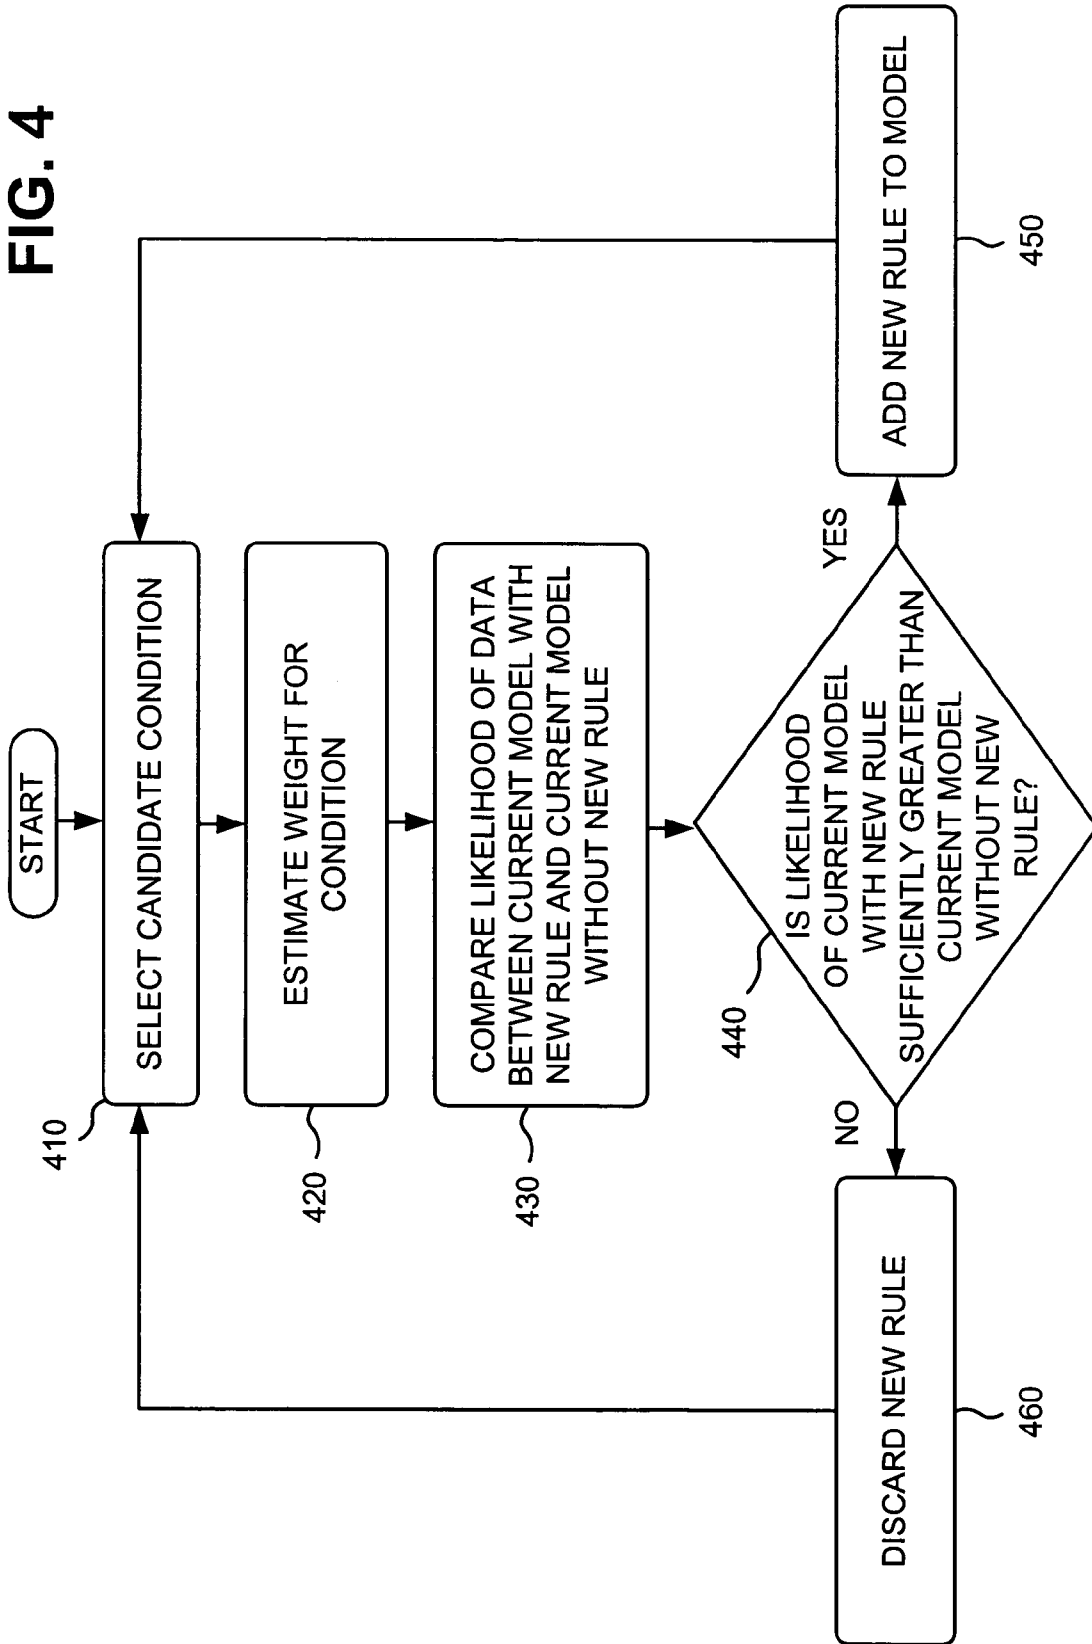 FIG. 4
START
410
SELECT CANDIDATE CONDITION
420
ESTIMATE WEIGHT FOR
CONDITION
430
COMPARE LIKELIHOOD OF DATA
BETWEEN CURRENT MODEL WITH
NEW RULE AND CURRENT MODEL
WITHOUT NEW RULE
440
IS LIKELIHOOD
OF CURRENT MODEL
WITH NEW RULE
SUFFICIENTLY GREATER THAN
CURRENT MODEL
WITHOUT NEW
RULE?
NO
YES
DISCARD NEW RULE
460
ADD NEW RULE TO MODEL
450